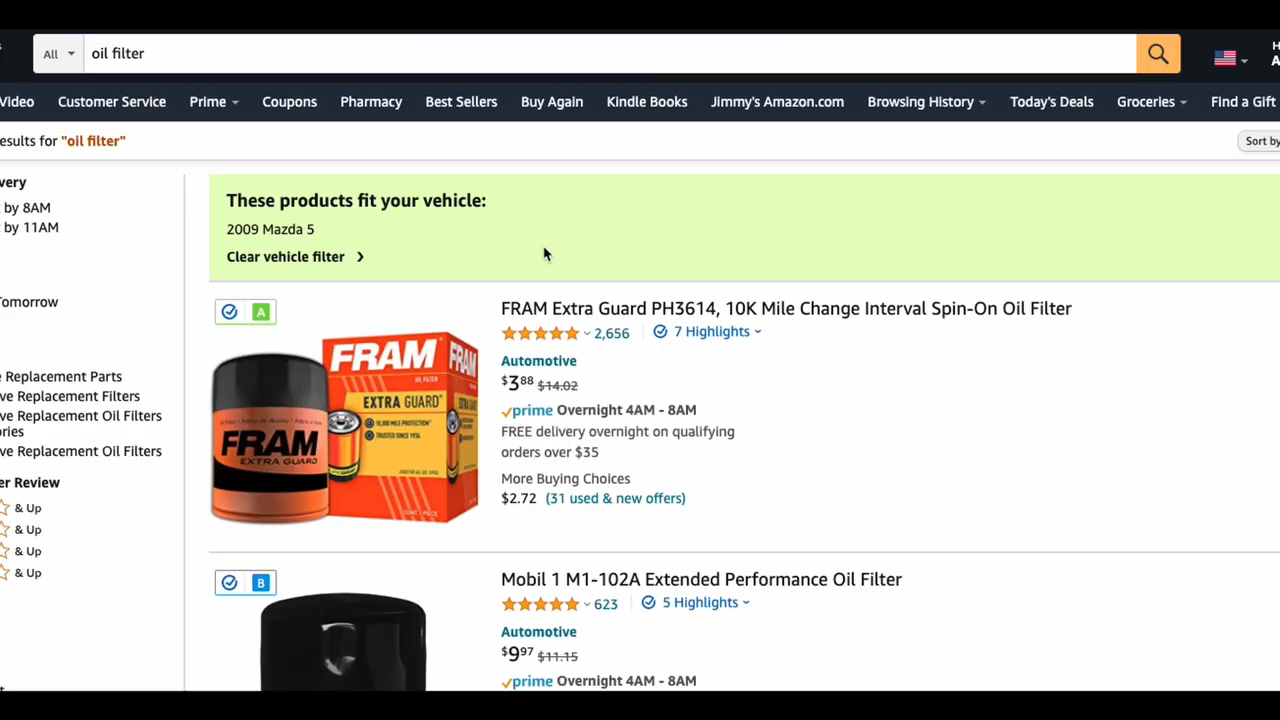 All
oil filter
Video Customer Service Prime Coupons Pharmacy Best Sellers Buy Again Kindle Books Jimmy's Amazon.com Browsing History Today's Deals Groceries Find a Gift
esults for "oil filter"
Sort by
very
by 8AM
by 11AM
Tomorrow
Replacement Parts
ve Replacement Filters
ve Replacement Oil Filters
ries
ve Replacement Oil Filters
er Review
& Up
& Up
& Up
& Up
These products fit your vehicle:
2009 Mazda 5
Clear vehicle filter
A
FRAM
FRAM
OIL FILTER
EXTRA GUARD
TRUSTED SINCE 1934
FRAM
EXTRA GUARD
FRAM Extra Guard PH3614, 10K Mile Change Interval Spin-On Oil Filter
2,656 7 Highlights
Automotive
$3.88 $14.02
prime Overnight 4AM - 8AM
FREE delivery overnight on qualifying
orders over $35
More Buying Choices
$2.72 (31 used & new offers)
B
Mobil 1 M1-102A Extended Performance Oil Filter
623 5 Highlights
Automotive
$9.97 $11.15
prime Overnight 4AM - 8AM